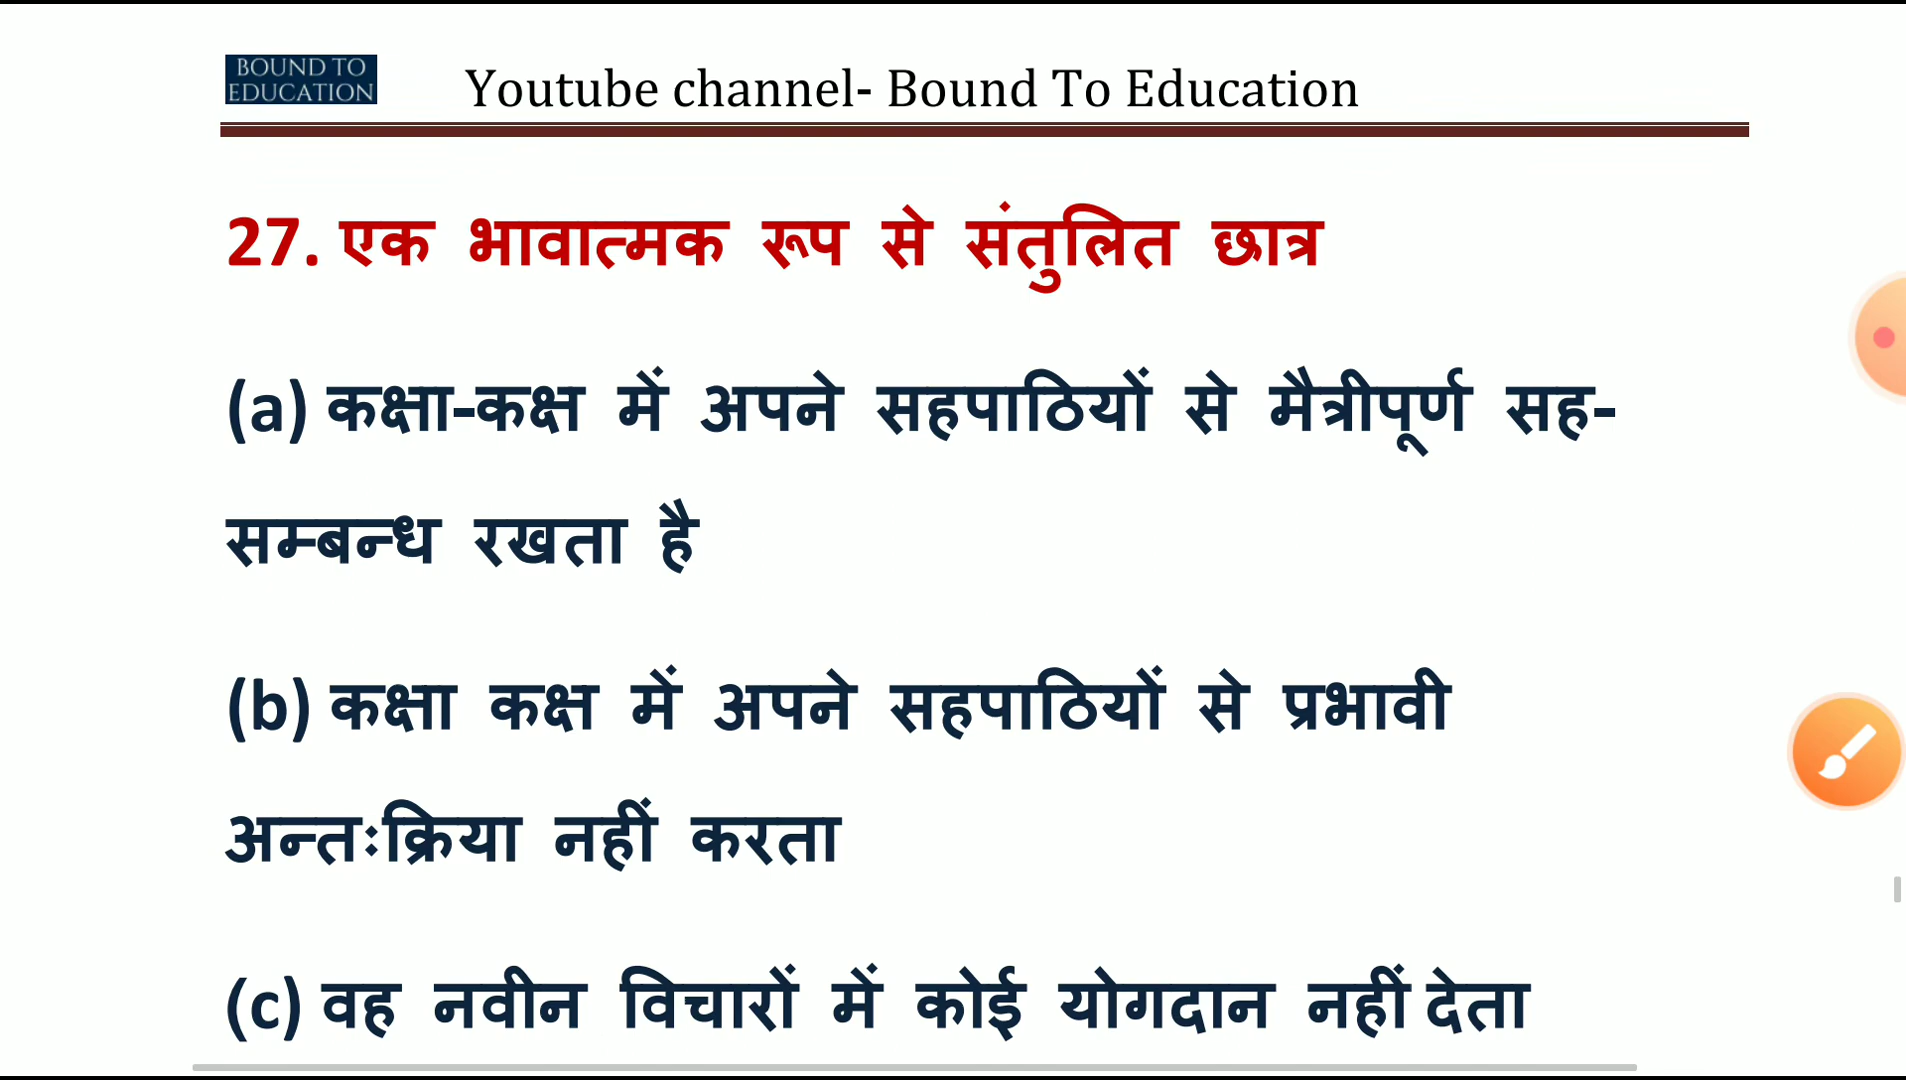 BOUND TO
EDUCATION
Youtube channel- Bound To Education
27. एक भावात्मक रूप से संतुलित छात्र
(a) कक्षा-कक्ष में अपने सहपाठियों से मैत्रीपूर्ण सह-
सम्बन्ध रखता है
(b) कक्षा कक्ष में अपने सहपाठियों से प्रभावी
अन्तःक्रिया नहीं करता
(c) वह नवीन विचारों में कोई योगदान नहीं देता